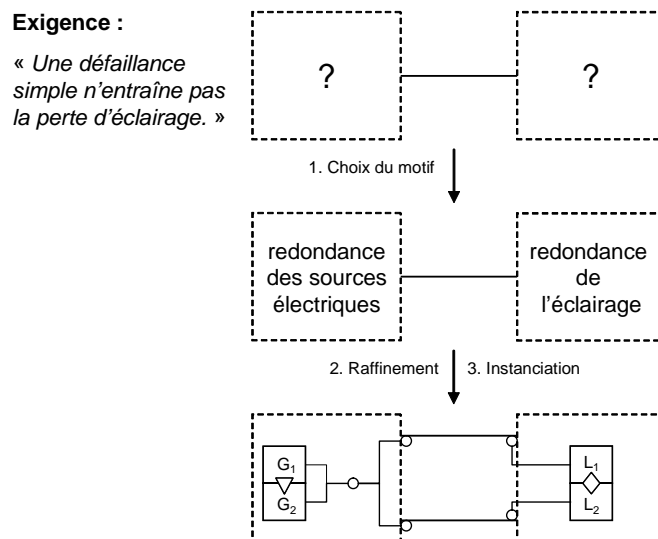 Exigence :
« Une défaillance
simple n’entraîne pas
la perte d’éclairage. »
? ?
1. Choix du motif
redondance
des sources
électriques
redondance
de
l’éclairage
2. Raffinement 3. Instanciation
G1
G2
L1
L2